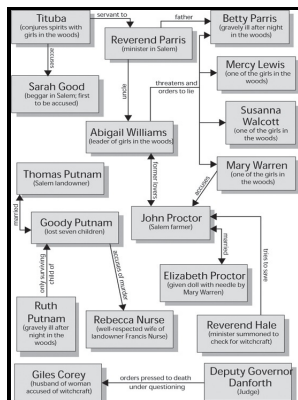 Tituba
(conjures spirits with
girls in the woods)
servant to
Reverend Parris
(minister in Salem)
father
Betty Parris
(gravely ill after night
in the woods)
accuses
Sarah Good
(beggar in Salem; first
to be accused)
uncle
threatens and
orders to lie
Mercy Lewis
(one of the girls
in the woods)
Susanna
Walcott
(one of the girls
in the woods)
Abigail Williams
(leader of girls in the woods)
Mary Warren
(one of the girls
in the woods)
Thomas Putnam
(Salem landowner)
former lovers
accuses
married
Goody Putnam
(lost seven children)
John Proctor
(Salem farmer)
only surviving
child of
accuses of murder
married
tries to save
Elizabeth Proctor
(given doll with needle by
Mary Warren)
Ruth
Putnam
(gravely ill after
night in the
woods)
Rebecca Nurse
(well-respected wife of
landowner Francis Nurse)
Reverend Hale
(minister summoned to
check for witchcraft)
Giles Corey
(husband of woman
accused of witchcraft)
orders pressed to death
under questioning
Deputy Governor
Danforth
(Judge)